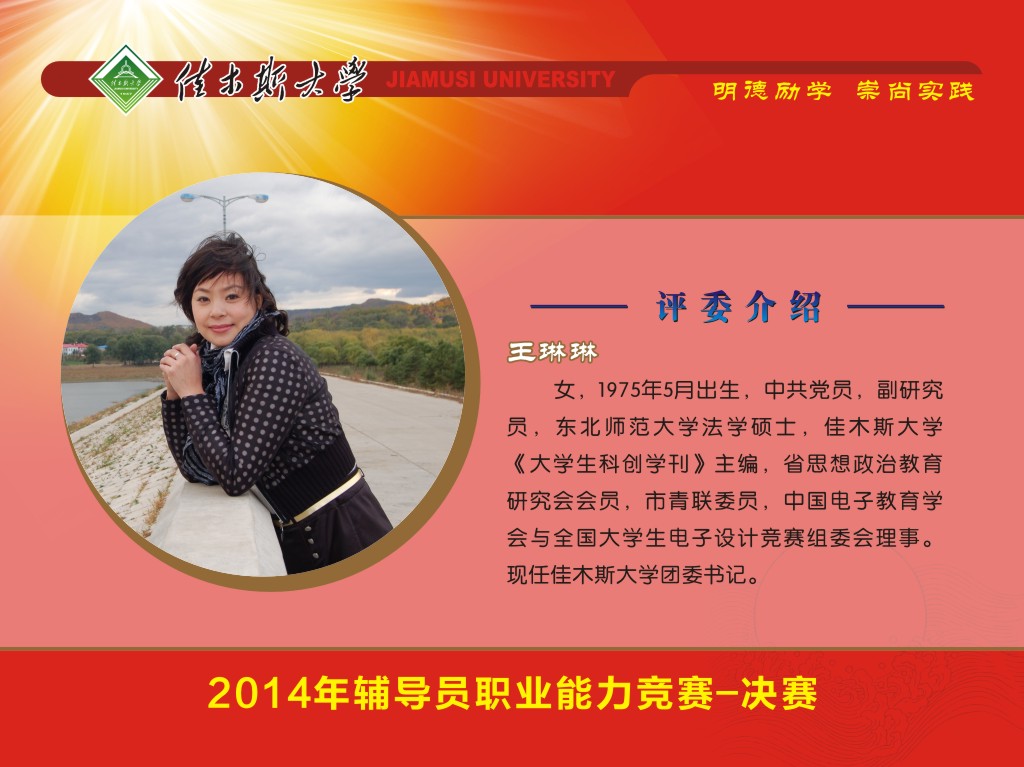 佳木斯大学 JIAMUSI UNIVERSITY
明德励学 崇尚实践
评委介绍
王琳琳
女，1975年5月出生，中共党员，副研究
员，东北师范大学法学硕士，佳木斯大学
《大学生科创学刊》主编，省思想政治教育
研究会会员，市青联委员，中国电子教育学
会与全国大学生电子设计竞赛组委会理事。
现任佳木斯大学团委书记。
2014年辅导员职业能力竞赛-决赛